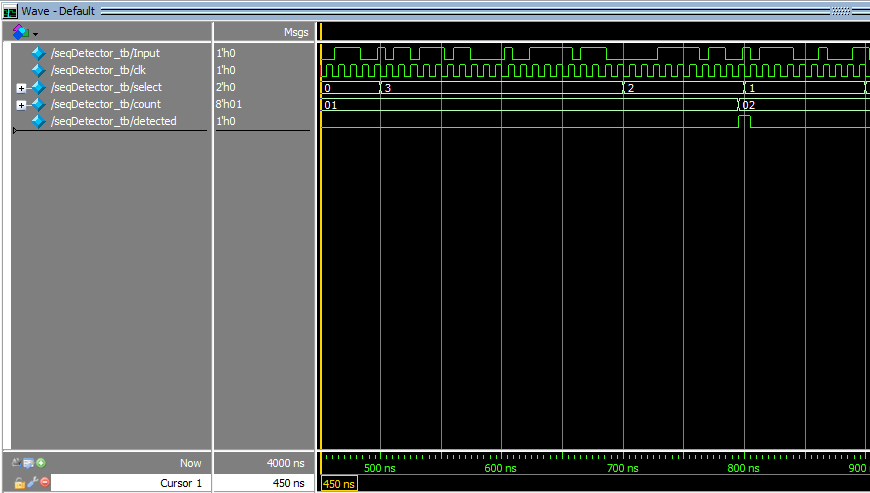 Wave - Default
Msgs
/seqDetector_tb/Input 1'h0
/seqDetector_tb/clk 1'h0
/seqDetector_tb/select 2'h0 0 3 2 1
/seqDetector_tb/count 8'h01 01 02
/seqDetector_tb/detected 1'h0
Now 4000 ns 500 ns 600 ns 700 ns 800 ns 900
Cursor 1 450 ns 450 ns